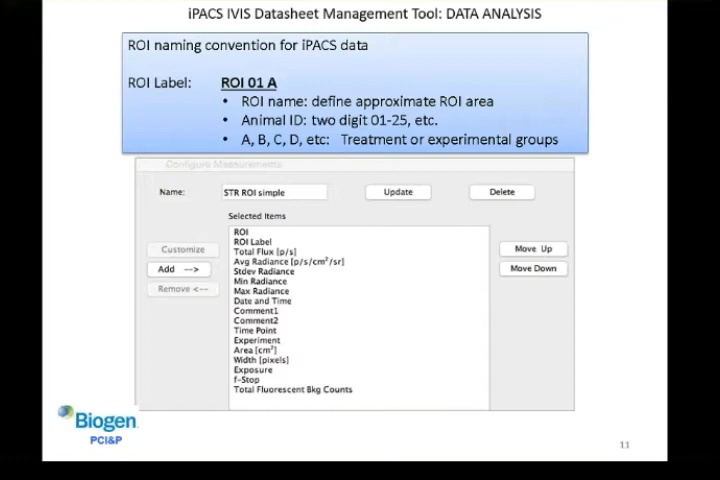 iPACS IVIS Datasheet Management Tool: DATA ANALYSIS
ROI naming convention for iPACS data
ROI Label: ROI 01 A
• ROI name: define approximate ROI area
• Animal ID: two digit 01-25, etc.
• A, B, C, D, etc: Treatment or experimental groups
Configure Measurements
Name: STR ROI simple Update Delete
Selected Items
ROI
ROI Label
Total Flux [p/s]
Avg Radiance [p/s/cm²/sr]
Stdev Radiance
Min Radiance
Max Radiance
Date and Time
Comment1
Comment2
Time Point
Experiment
Area [cm²]
Width [pixels]
Exposure
f-Stop
Total Fluorescent Bkg Counts
Customize
Add -->
Remove <--
Move Up
Move Down
Biogen
PCI&P
11